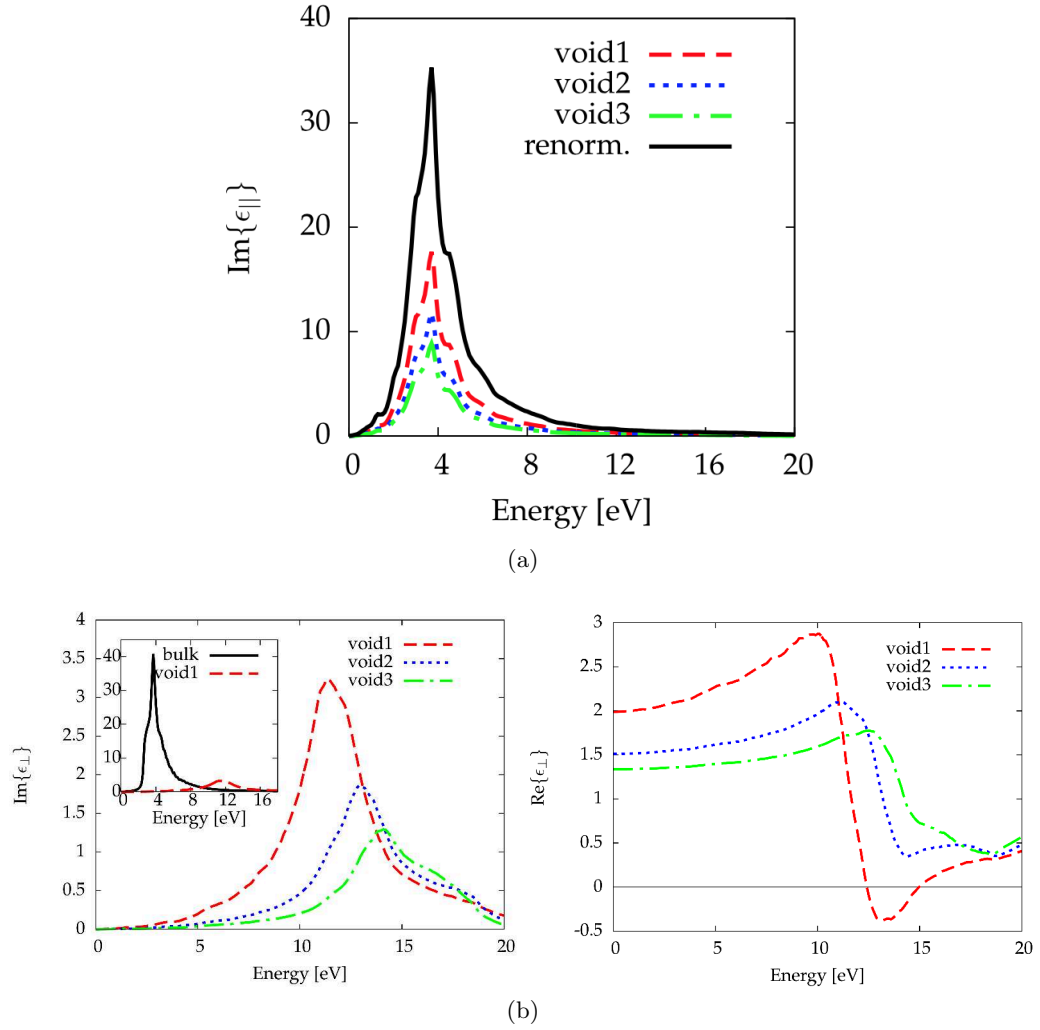 40
30
20
10
0
Im{ϵ||}
void1
void2
void3
renorm.
0 4 8 12 16 20
Energy [eV]
(a)
4
3.5
3
2.5
2
1.5
1
0.5
0
Im{ϵ⊥}
void1
void2
void3
40
30
20
10
0
bulk
void1
0 4 8 12 16
Energy [eV]
0 5 10 15 20
Energy [eV]
3
2.5
2
1.5
1
0.5
0
-0.5
Re{ϵ⊥}
void1
void2
void3
0 5 10 15 20
Energy [eV]
(b)